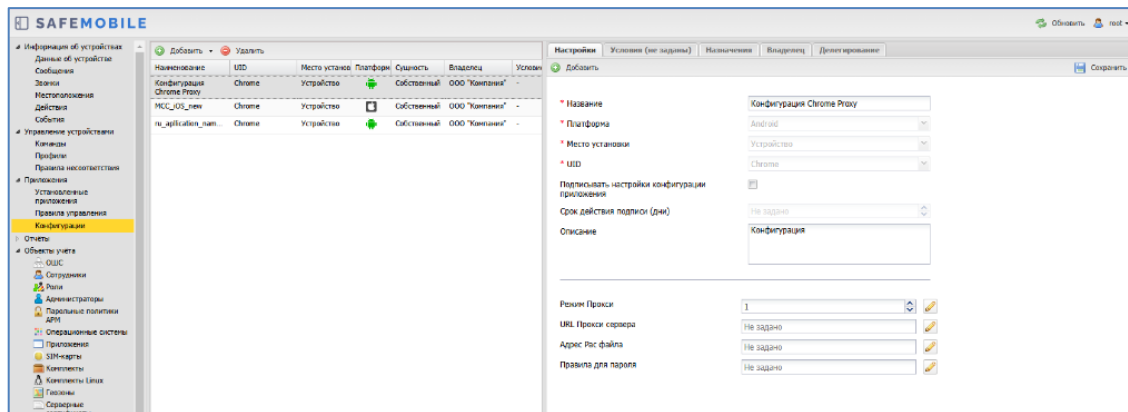 SAFEMOBILE
Обновить root
Информация об устройствах
Данные об устройстве
Сообщения
Звонки
Местоположения
Действия
События
Управление устройствами
Команды
Профили
Правила несоответствия
Приложения
Установленные
приложения
Правила управления
Конфигурации
Отчеты
Объекты учета
ОШС
Сотрудники
Роли
Администраторы
Парольные политики
АРМ
Операционные системы
Приложения
SIM-карты
Комплекты
Комплекты Linux
Геозоны
Серверные
Добавить Удалить
Наименование UID Место установ Платформ Сущность Владелец Услови
Конфигурация
Chrome Proxy Chrome Устройство Собственный ООО "Компания" -
MCC_iOS_new Chrome Устройство Собственный ООО "Компания" -
ru_aplication_nam... Chrome Устройство Собственный ООО "Компания" -
Настройки Условия (не заданы) Назначения Владелец Делегирование
Добавить Сохранить
* Название Конфигурация Chrome Proxy
* Платформа Android
* Место установки Устройство
* UID Chrome
Подписывать настройки конфигурации
приложения
Срок действия подписи (дни) Не задано
Описание Конфигурация
Режим Прокси 1
URL Прокси сервера Не задано
Адрес Pac файла Не задано
Правила для пароля Не задано